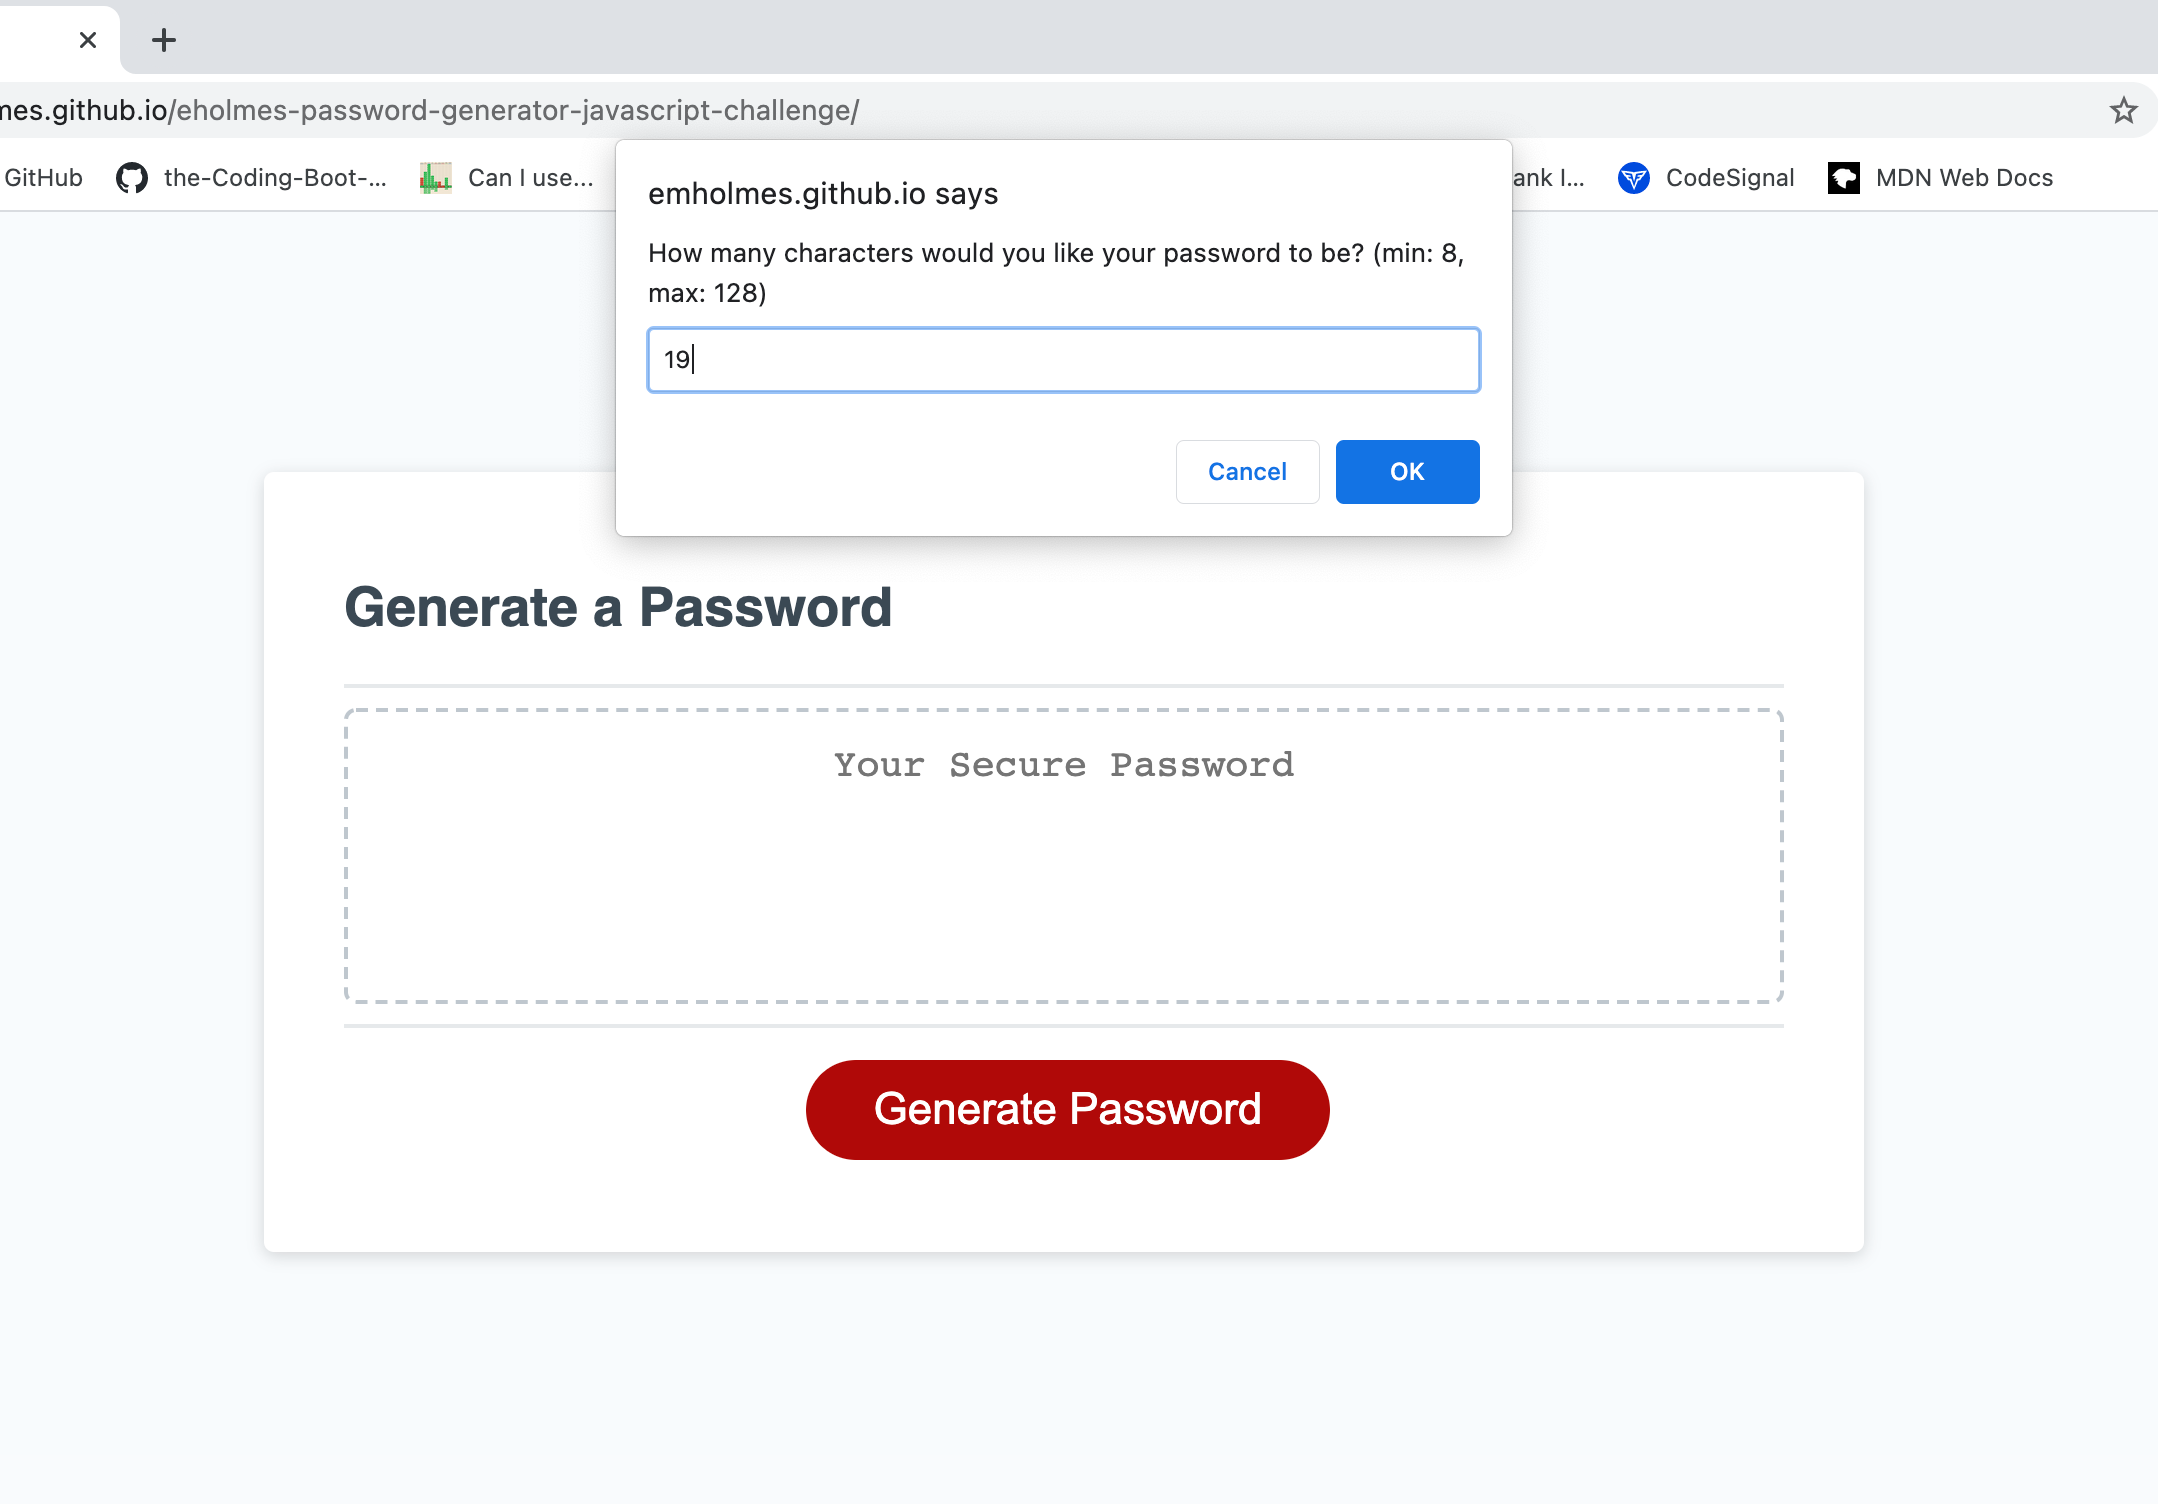 mes.github.io/eholmes-password-generator-javascript-challenge/
GitHub the-Coding-Boot-... Can I use... ank I... CodeSignal MDN Web Docs
emholmes.github.io says
How many characters would you like your password to be? (min: 8,
max: 128)
19
Cancel OK
Generate a Password
Your Secure Password
Generate Password